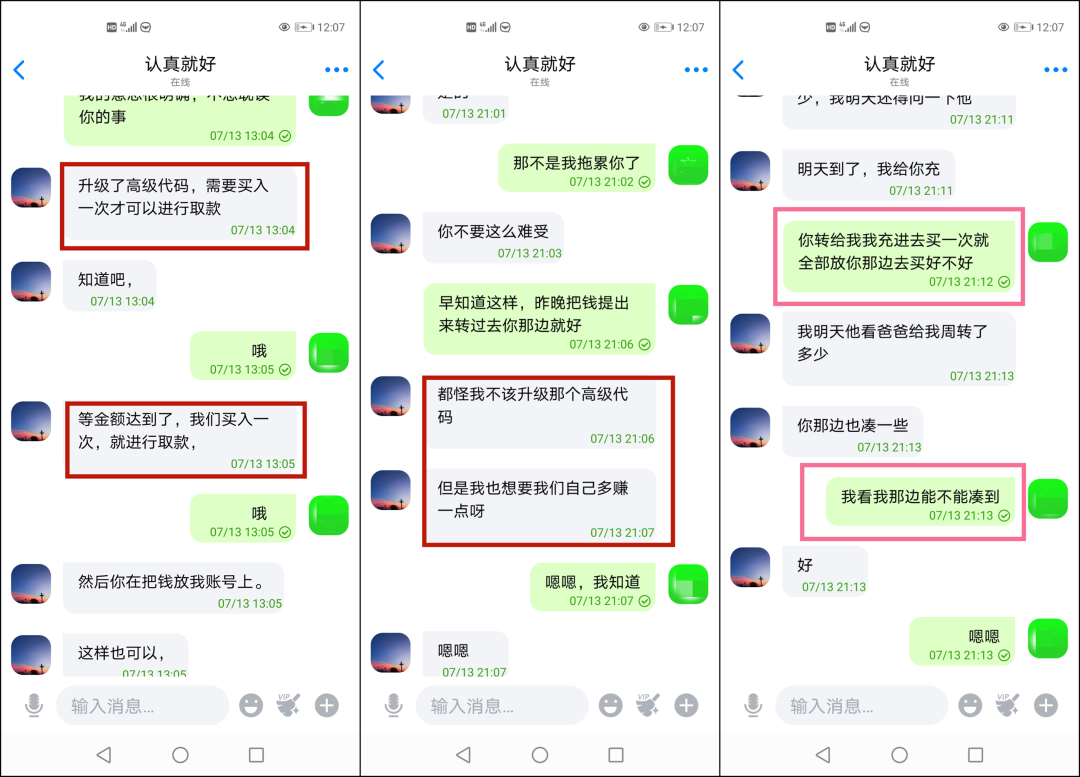 HD 4G 12:07
认真就好
在线
你的事
07/13 13:04
升级了高级代码，需要买入
一次才可以进行取款
07/13 13:04
知道吧，
07/13 13:04
哦
07/13 13:05
等金额达到了，我们买入一
次，就进行取款，
07/13 13:05
哦
07/13 13:05
然后你在把钱放我账号上。
07/13 13:05
这样也可以，
07/13 13:05
VIP
输入消息...
HD 4G 12:07
认真就好
在线
是的
07/13 21:01
那不是我拖累你了
07/13 21:02
你不要这么难受
07/13 21:03
早知道这样，昨晚把钱提出
来转过去你那边就好
07/13 21:06
都怪我不该升级那个高级代
码
07/13 21:06
但是我也想要我们自己多赚
一点呀
07/13 21:07
嗯嗯，我知道
07/13 21:07
嗯嗯
07/13 21:07
VIP
输入消息...
HD 4G 12:07
认真就好
在线
少，我明天还得问一下他
07/13 21:11
明天到了，我给你充
07/13 21:11
你转给我我充进去买一次就
全部放你那边去买好不好
07/13 21:12
我明天他看爸爸给我周转了
多少
07/13 21:13
你那边也凑一些
07/13 21:13
我看我那边能不能凑到
07/13 21:13
好
07/13 21:13
嗯嗯
07/13 21:13
VIP
输入消息...